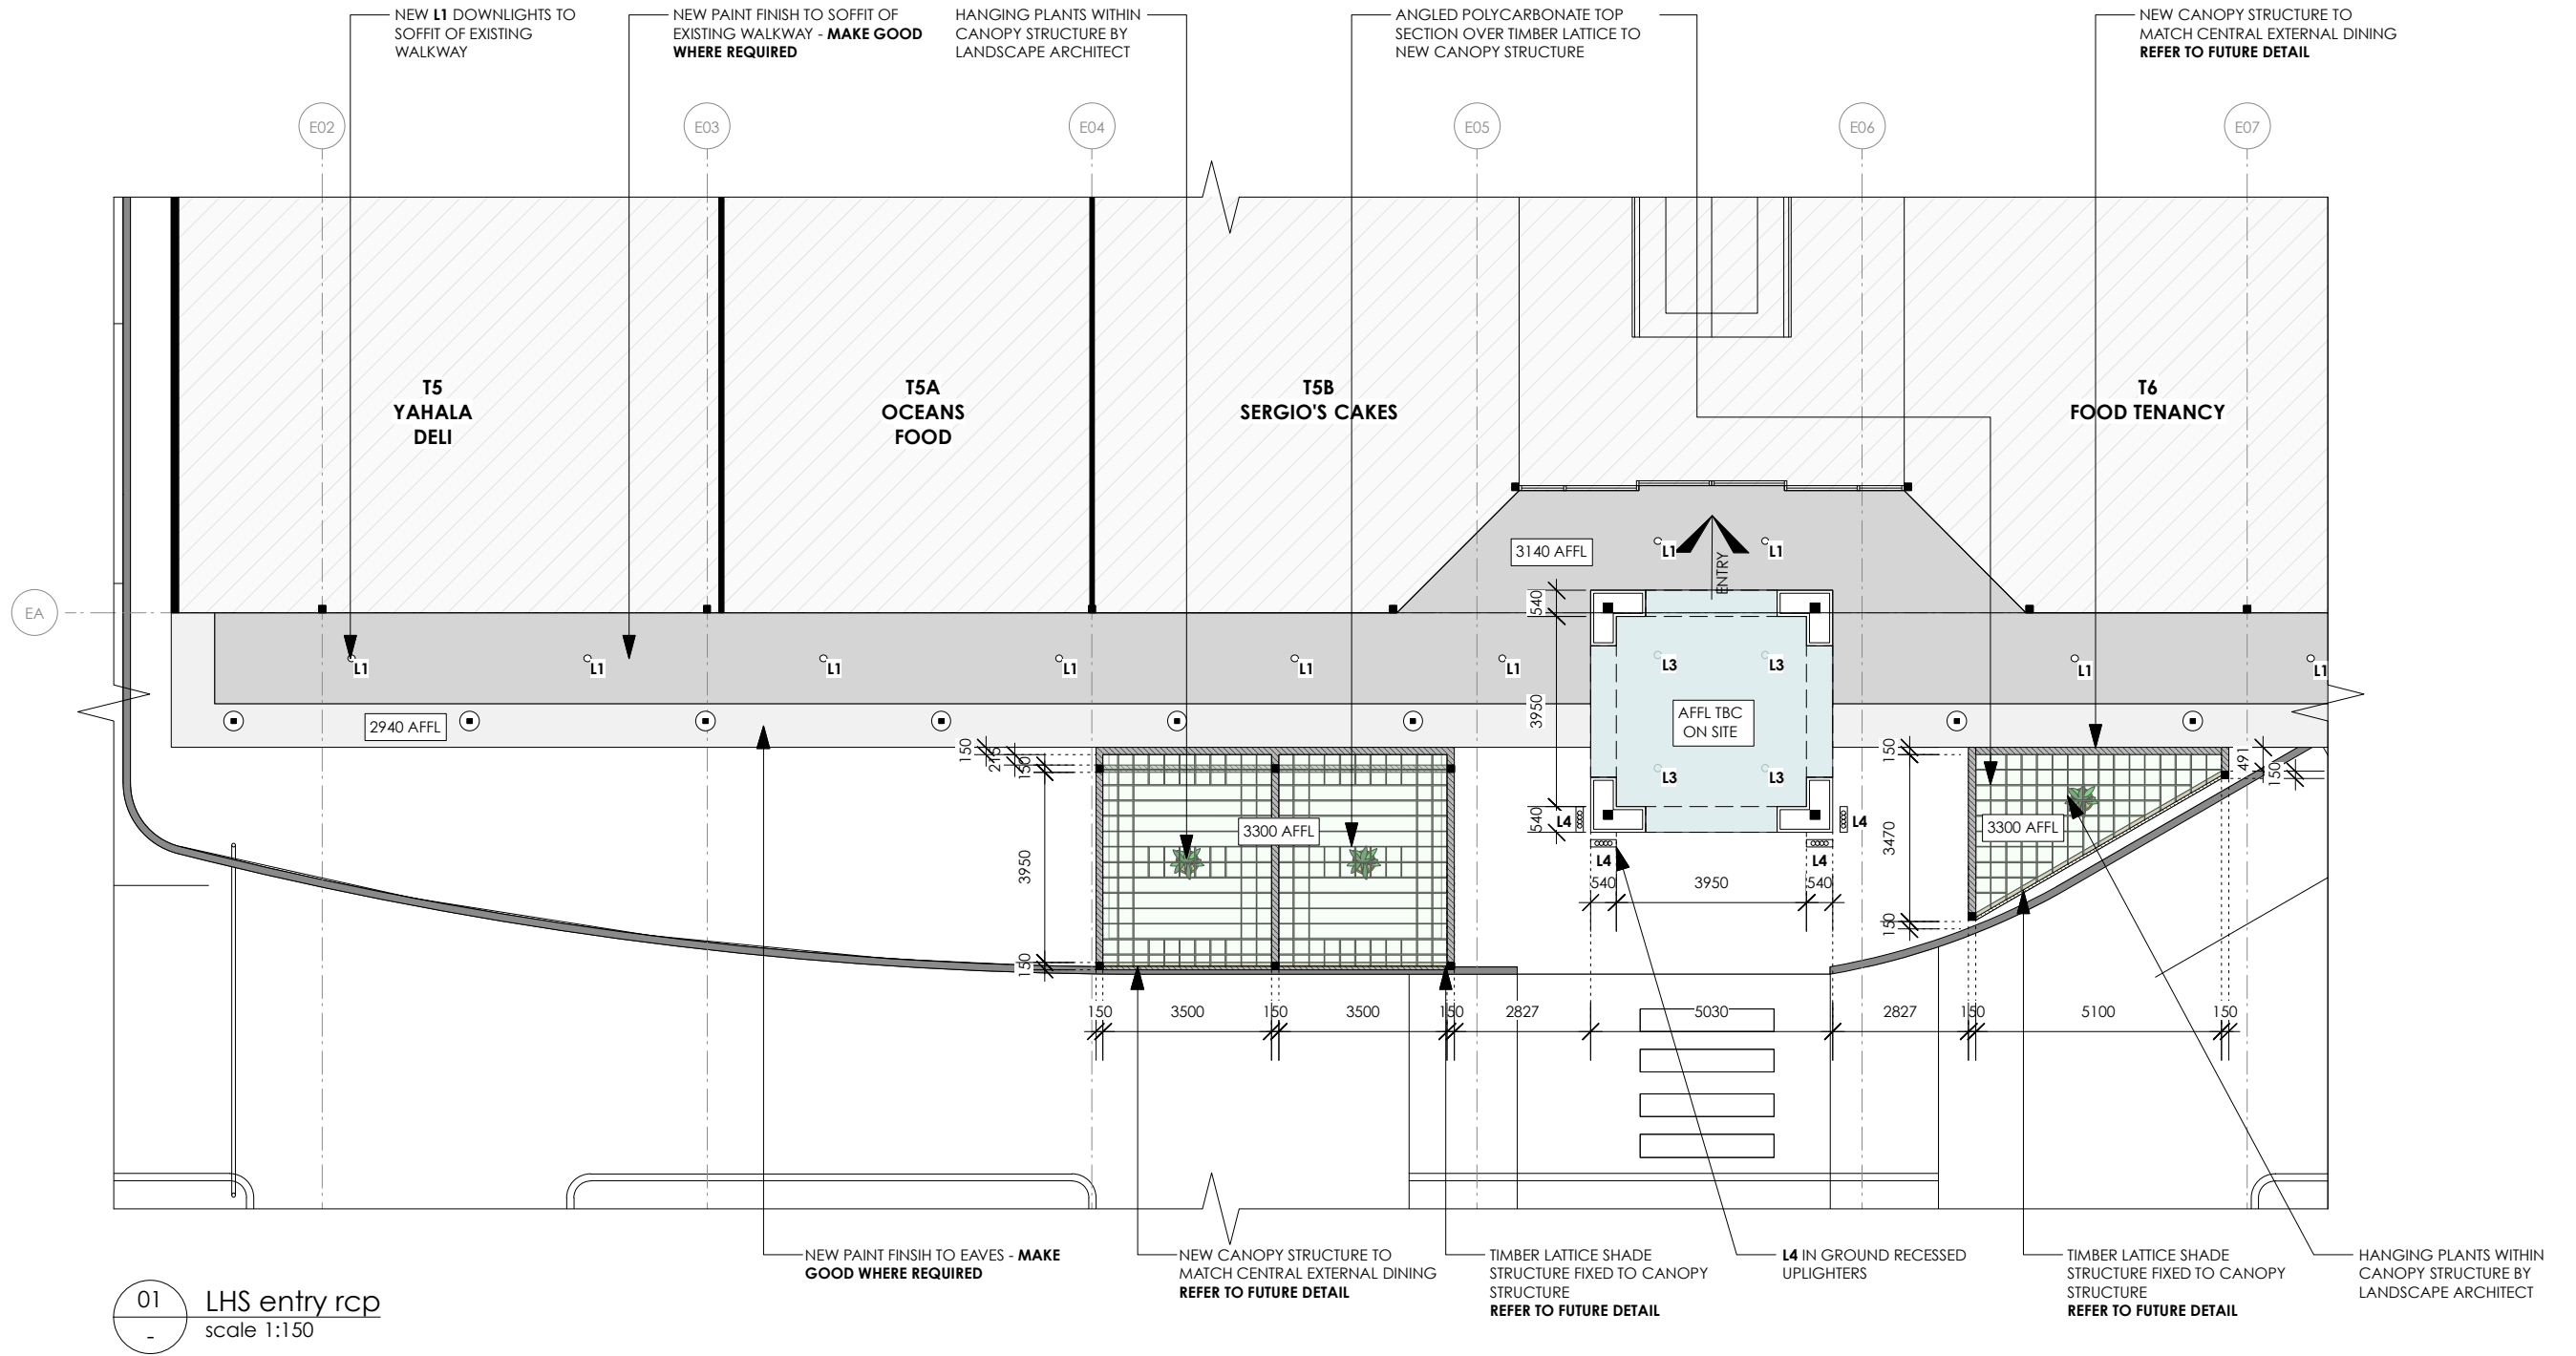 NEW L1 DOWNLIGHTS TO
SOFFIT OF EXISTING
WALKWAY
NEW PAINT FINISH TO SOFFIT OF
EXISTING WALKWAY - MAKE GOOD
WHERE REQUIRED
HANGING PLANTS WITHIN
CANOPY STRUCTURE BY
LANDSCAPE ARCHITECT
ANGLED POLYCARBONATE TOP
SECTION OVER TIMBER LATTICE TO
NEW CANOPY STRUCTURE
NEW CANOPY STRUCTURE TO
MATCH CENTRAL EXTERNAL DINING
REFER TO FUTURE DETAIL
E02
E03
E04
E05
E06
E07
T5
YAHALA
DELI
T5A
OCEANS
FOOD
T5B
SERGIO'S CAKES
T6
FOOD TENANCY
3140 AFFL
L1
L1
ENTRY
EA
540
L1
L1
L1
L1
L1
L1
L3
L3
L1
L1
3950
AFFL TBC
ON SITE
2940 AFFL
150
215
150
L3
L3
150
491
150
3300 AFFL
540
L4
L4
3300 AFFL
3950
3470
L4
L4
540
3950
540
150
150
150
3500
150
3500
150
2827
5030
2827
150
5100
150
NEW PAINT FINSIH TO EAVES - MAKE
GOOD WHERE REQUIRED
NEW CANOPY STRUCTURE TO
MATCH CENTRAL EXTERNAL DINING
REFER TO FUTURE DETAIL
TIMBER LATTICE SHADE
STRUCTURE FIXED TO CANOPY
STRUCTURE
REFER TO FUTURE DETAIL
L4 IN GROUND RECESSED
UPLIGHTERS
TIMBER LATTICE SHADE
STRUCTURE FIXED TO CANOPY
STRUCTURE
REFER TO FUTURE DETAIL
HANGING PLANTS WITHIN
CANOPY STRUCTURE BY
LANDSCAPE ARCHITECT
01
-
LHS entry rcp
scale 1:150